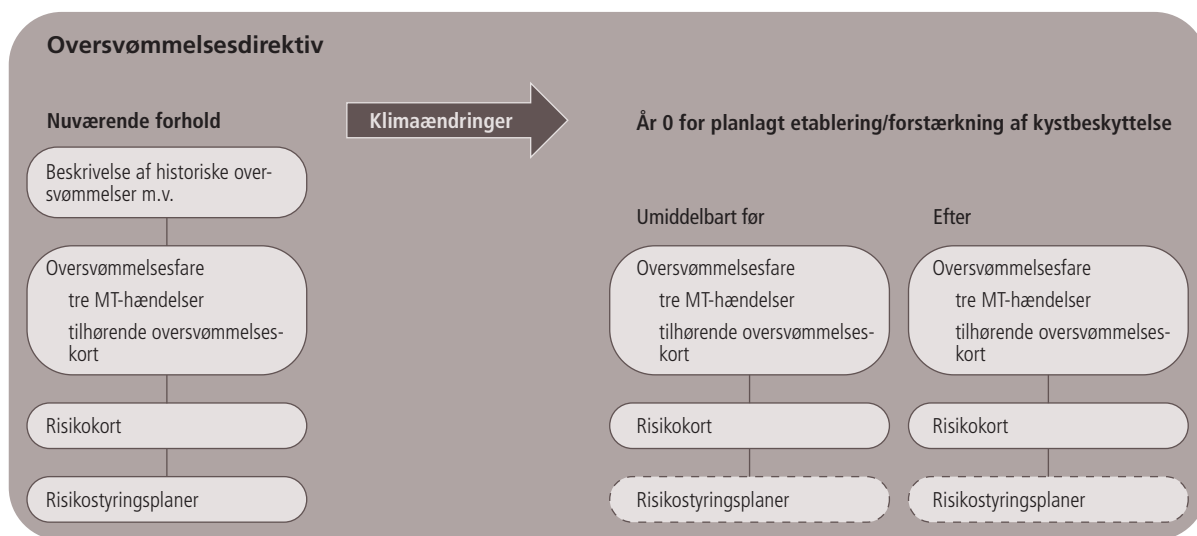 Oversvømmelsesdirektiv
Nuværende forhold
Beskrivelse af historiske over-
svømmelser m.v.
Oversvømmelsesfare
tre MT-hændelser
tilhørende oversvømmelses-
kort
Risikokort
Risikostyringsplaner
Klimaændringer
År 0 for planlagt etablering/forstærkning af kystbeskyttelse
Umiddelbart før
Oversvømmelsesfare
tre MT-hændelser
tilhørende oversvømmelses-
kort
Risikokort
Risikostyringsplaner
Efter
Oversvømmelsesfare
tre MT-hændelser
tilhørende oversvømmelses-
kort
Risikokort
Risikostyringsplaner